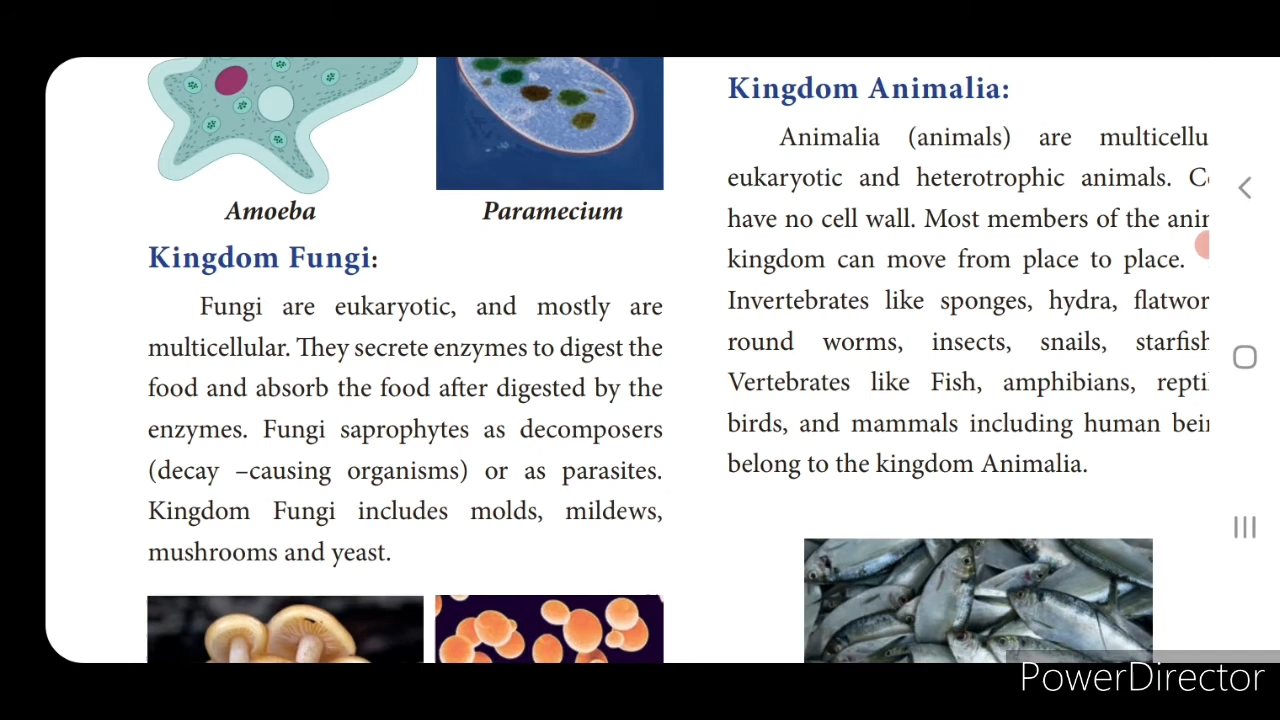 Amoeba
Paramecium
Kingdom Fungi:
Fungi are eukaryotic, and mostly are
multicellular. They secrete enzymes to digest the
food and absorb the food after digested by the
enzymes. Fungi saprophytes as decomposers
(decay –causing organisms) or as parasites.
Kingdom Fungi includes molds, mildews,
mushrooms and yeast.
Kingdom Animalia:
Animalia (animals) are multicellu
eukaryotic and heterotrophic animals.
have no cell wall. Most members of the
kingdom can move from place to place.
Invertebrates like sponges, hydra, flatwor
round worms, insects, snails, starfish
Vertebrates like Fish, amphibians, repti
birds, and mammals including human
belong to the kingdom Animalia.
PowerDirector